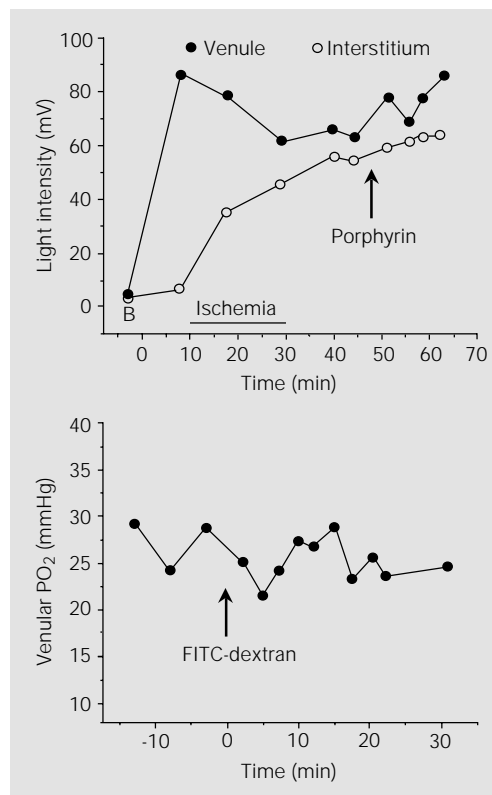 100
● Venule ○ Interstitium
80
60
40
20
0
Light intensity (mV)
Porphyrin
B
Ischemia
0 10 20 30 40 50 60 70
Time (min)
40
35
30
25
20
15
10
Venular PO2 (mmHg)
FITC-dextran
-10 0 10 20 30
Time (min)